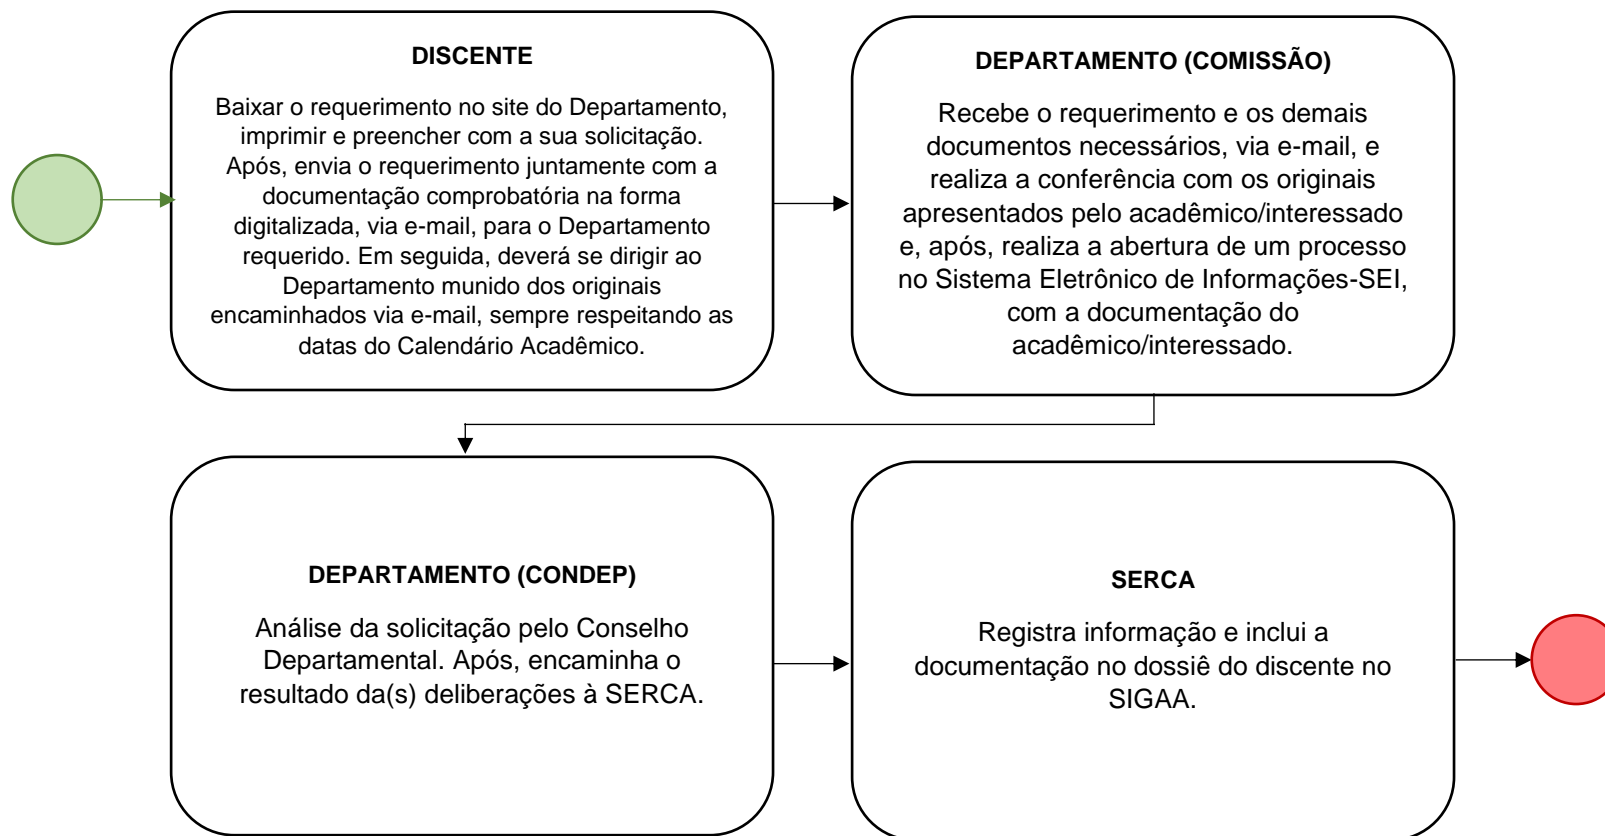 DISCENTE
Baixar o requerimento no site do Departamento,
imprimir e preencher com a sua solicitação.
Após, envia o requerimento juntamente com a
documentação comprobatória na forma
digitalizada, via e-mail, para o Departamento
requerido. Em seguida, deverá se dirigir ao
Departamento munido dos originais
encaminhados via e-mail, sempre respeitando as
datas do Calendário Acadêmico.
DEPARTAMENTO (COMISSÃO)
Recebe o requerimento e os demais
documentos necessários, via e-mail, e
realiza a conferência com os originais
apresentados pelo acadêmico/interessado
e, após, realiza a abertura de um processo
no Sistema Eletrônico de Informações-SEI,
com a documentação do
acadêmico/interessado.
DEPARTAMENTO (CONDEP)
Análise da solicitação pelo Conselho
Departamental. Após, encaminha o
resultado da(s) deliberações à SERCA.
SERCA
Registra informação e inclui a
documentação no dossiê do discente no
SIGAA.